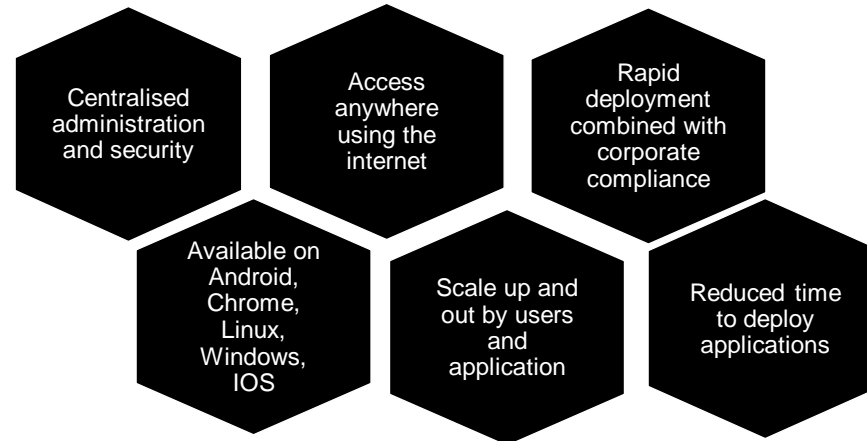 Centralised
administration
and security
Access
anywhere
using the
internet
Rapid
deployment
combined with
corporate
compliance
Available on
Android,
Chrome,
Linux,
Windows,
IOS
Scale up and
out by users
and
application
Reduced time
to deploy
applications